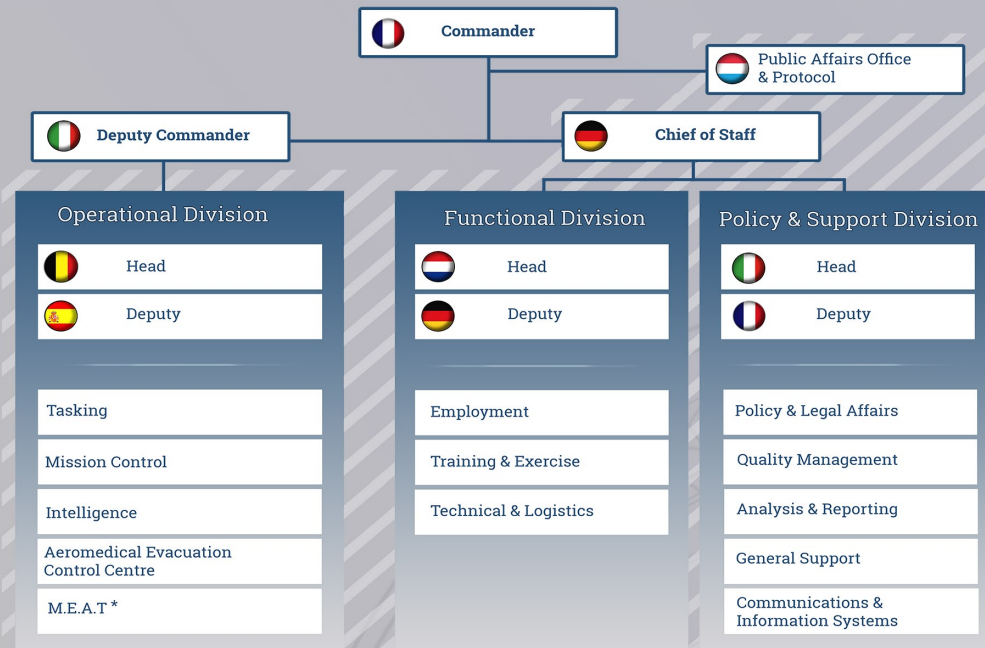 Commander
Public Affairs Office
& Protocol
Deputy Commander
Chief of Staff
Operational Division
Head
Deputy
Tasking
Mission Control
Intelligence
Aeromedical Evacuation
Control Centre
M.E.A.T *
Functional Division
Head
Deputy
Employment
Training & Exercise
Technical & Logistics
Policy & Support Division
Head
Deputy
Policy & Legal Affairs
Quality Management
Analysis & Reporting
General Support
Communications &
Information Systems